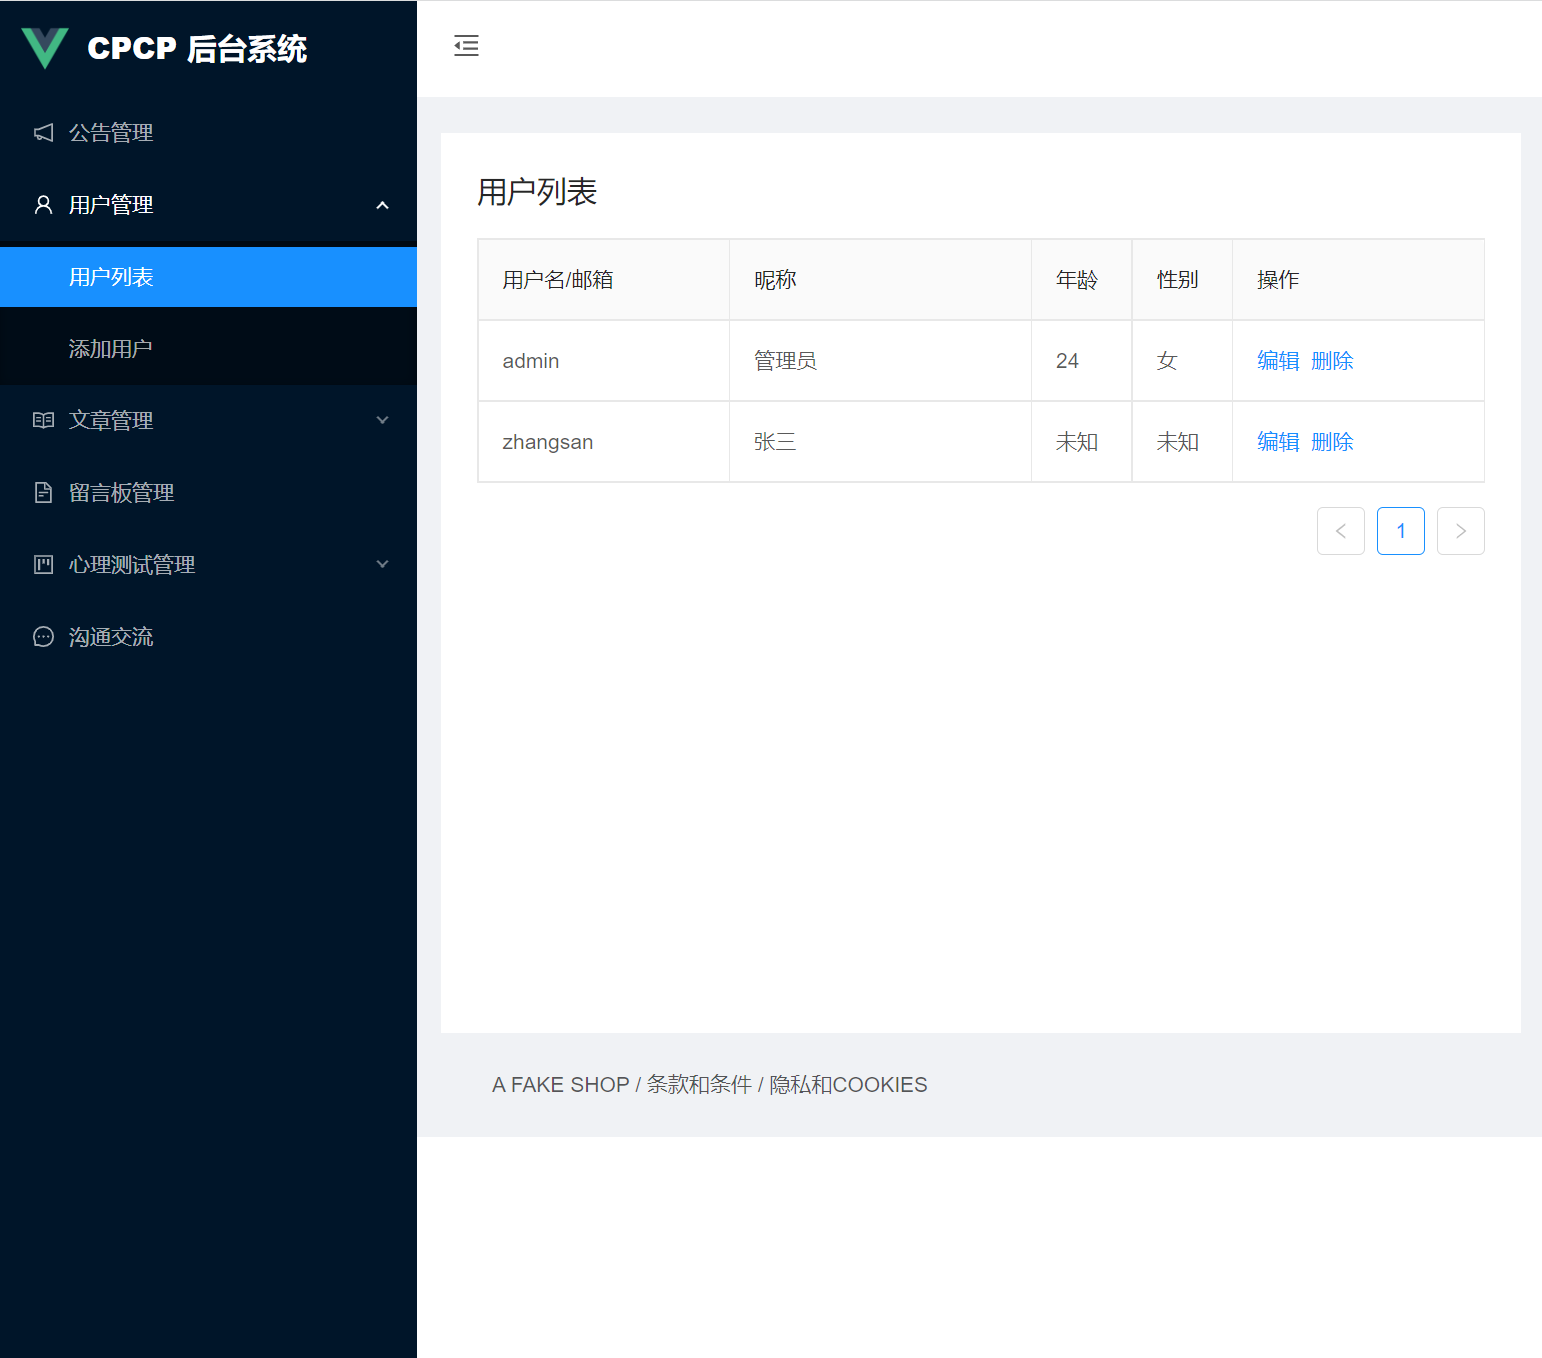 CPCP 后台系统
公告管理
用户管理
用户列表
添加用户
文章管理
留言板管理
心理测试管理
沟通交流
用户列表
用户名/邮箱 昵称 年龄 性别 操作
admin 管理员 24 女 编辑 删除
zhangsan 张三 未知 未知 编辑 删除
1
A FAKE SHOP / 条款和条件 / 隐私和COOKIES